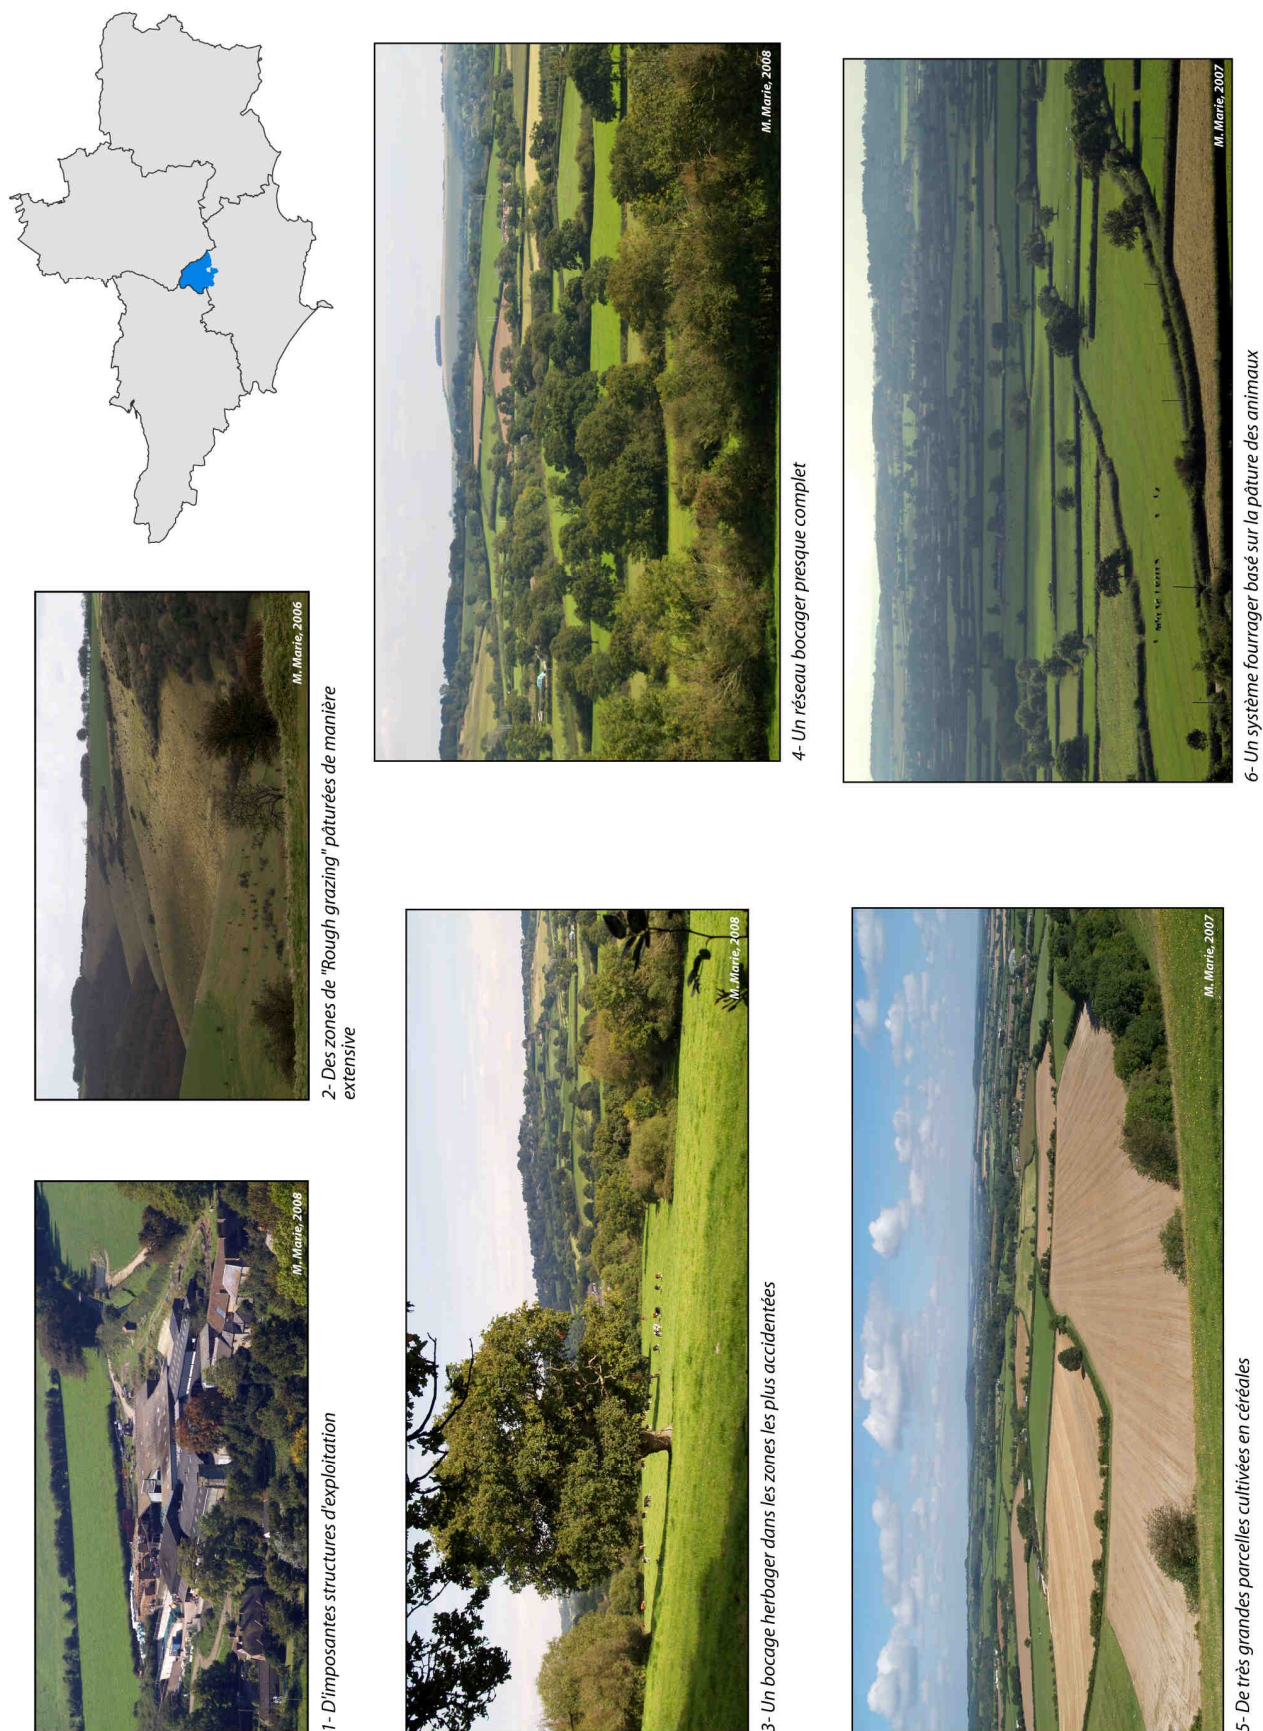 M. Marie, 2008
1- D'imposantes structures d'exploitation
M. Marie, 2006
2- Des zones de "Rough grazing" pâturées de manière
extensive
M. Marie, 2008
3- Un bocage herbager dans les zones les plus accidentées
M. Marie, 2008
4- Un réseau bocager presque complet
M. Marie, 2007
5- De très grandes parcelles cultivées en céréales
M. Marie, 2007
6- Un système fourrager basé sur la pâture des animaux